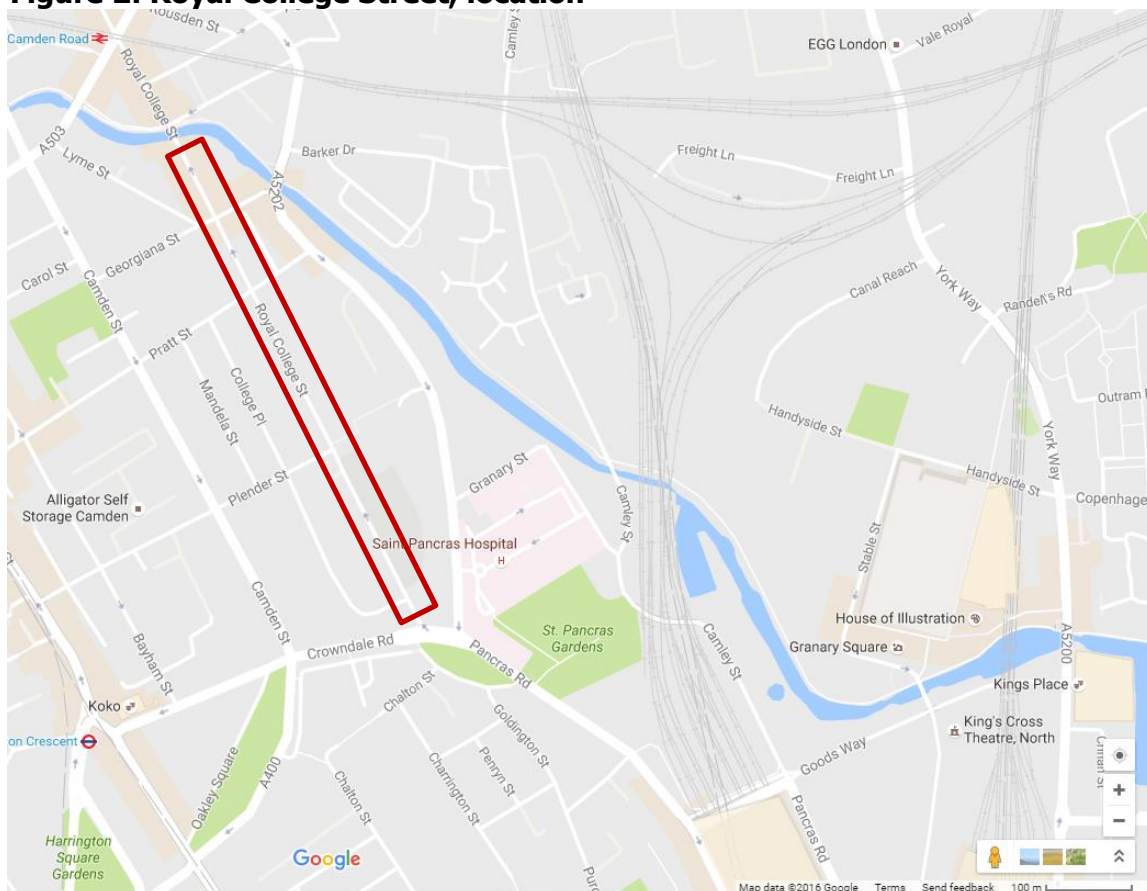 Figure 2: Royal College Street, location
Camden Road
Rousden St
Camley St
EGG London
Vale Royal
Royal College St
A503
Lyme St
Barker Dr
A5202
Freight Ln
Freight Ln
Georgiana St
Carol St
Camden St
Canal Reach
York Way
Randell's Rd
Pratt St
Royal College St
College Pl
Mandela St
Outram
Handyside St
York Way
Plender St
Granary St
Handyside St
Copenhage
Alligator Self
Storage Camden
Camley St
Stable St
Saint Pancras Hospital
H
Camden St
House of Illustration
St. Pancras
Gardens
Granary Square
A5200
Crowndale Rd
Pancras Rd
Camley St
Bayham St
Chalton St
Kings Place
Koko
Goldington St
King's Cross
Theatre, North
on Crescent
Penryn St
Goods Way
Oakley Square
A400
Charrington St
Chalton St
Pancras Rd
Harrington
Square
Gardens
Google
Map data ©2016 Google Terms Send feedback 100 m